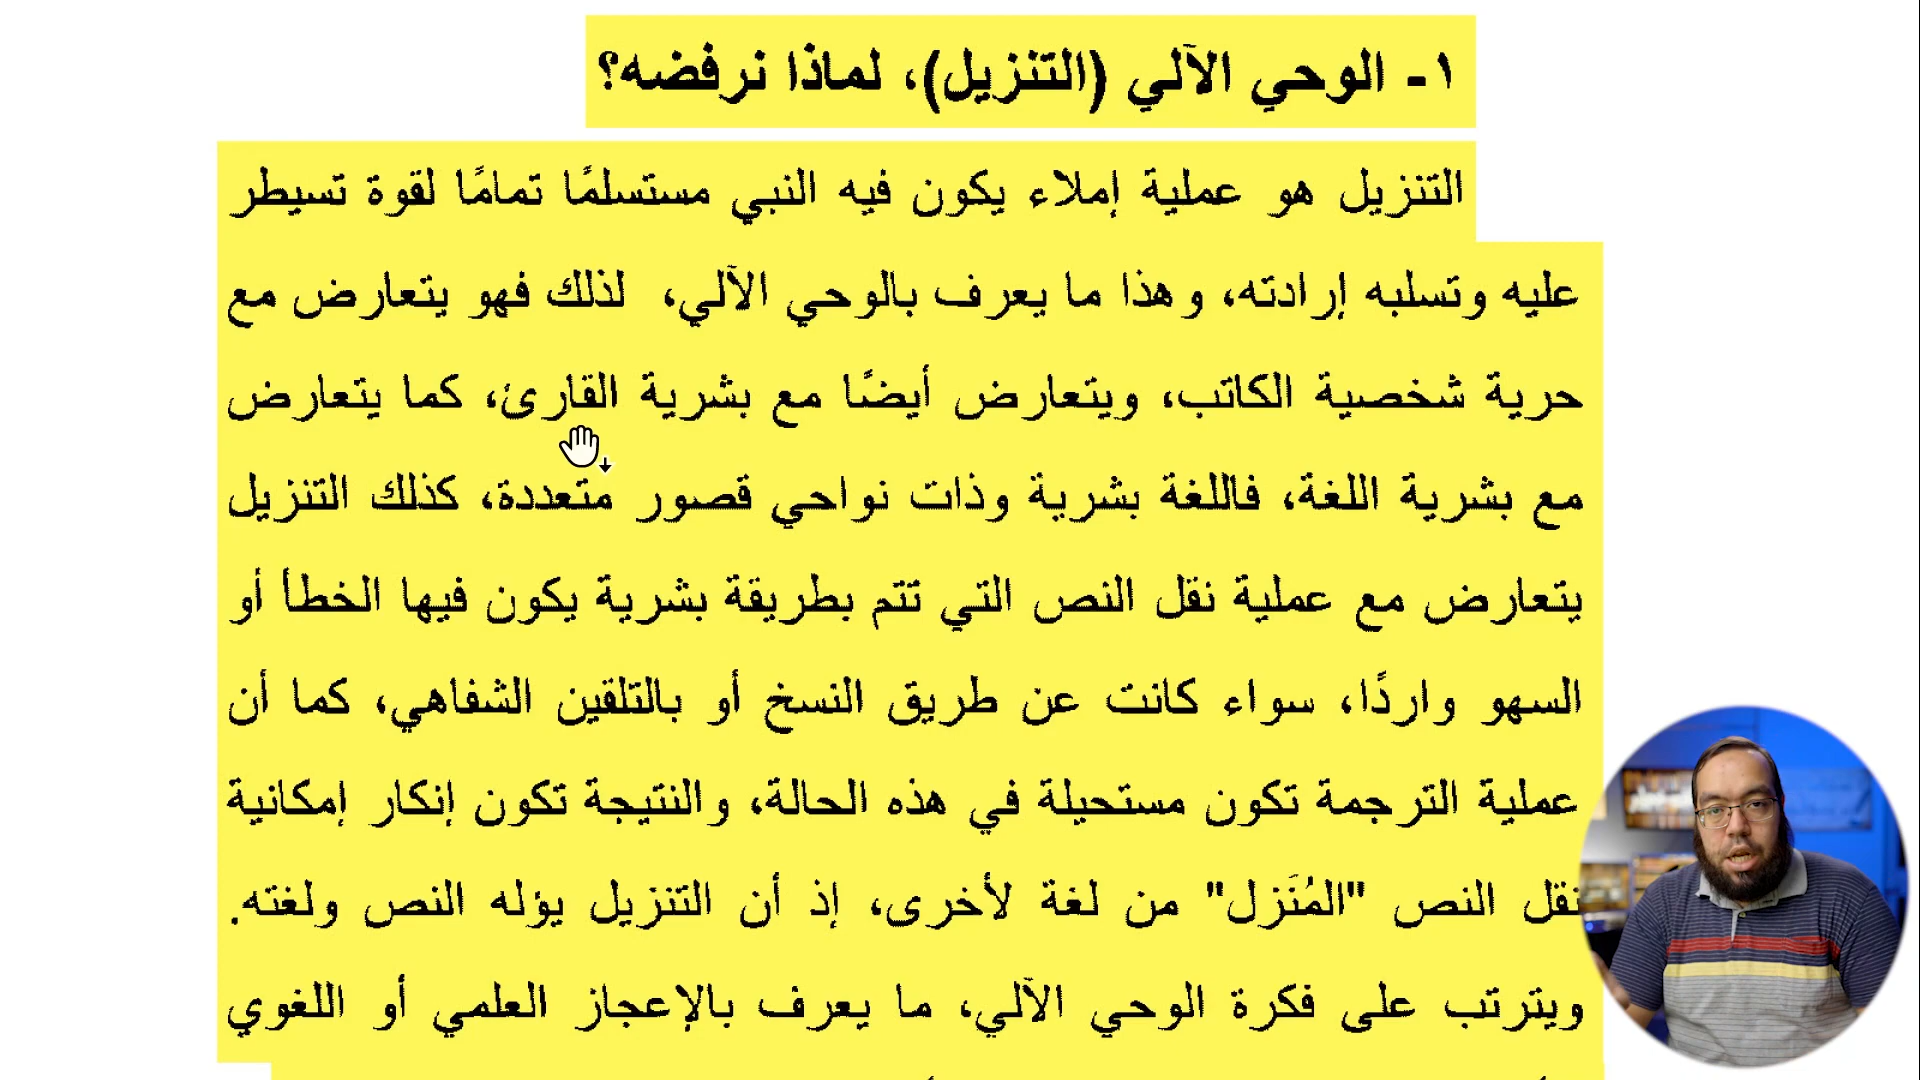 ١- الوحي الآلي (التنزيل)، لماذا نرفضه؟
التنزيل هو عملية إملاء يكون فيه النبي مستسلمًا تمامًا لقوة تسيطر
عليه وتسلبه إرادته، وهذا ما يعرف بالوحي الآلي، لذلك فهو يتعارض مع
حرية شخصية الكاتب، ويتعارض أيضًا مع بشرية القارئ، كما يتعارض
مع بشرية اللغة، فاللغة بشرية وذات نواحي قصور متعددة، كذلك التنزيل
يتعارض مع عملية نقل النص التي تتم بطريقة بشرية يكون فيها الخطأ أو
السهو واردًا، سواء كانت عن طريق النسخ أو بالتلقين الشفاهي، كما أن
عملية الترجمة تكون مستحيلة في هذه الحالة، والنتيجة تكون إنكار إمكانية
نقل النص "المُنَزل" من لغة لأخرى، إذ أن التنزيل يؤله النص ولغته.
ويترتب على فكرة الوحي الآلي، ما يعرف بالإعجاز العلمي أو اللغوي